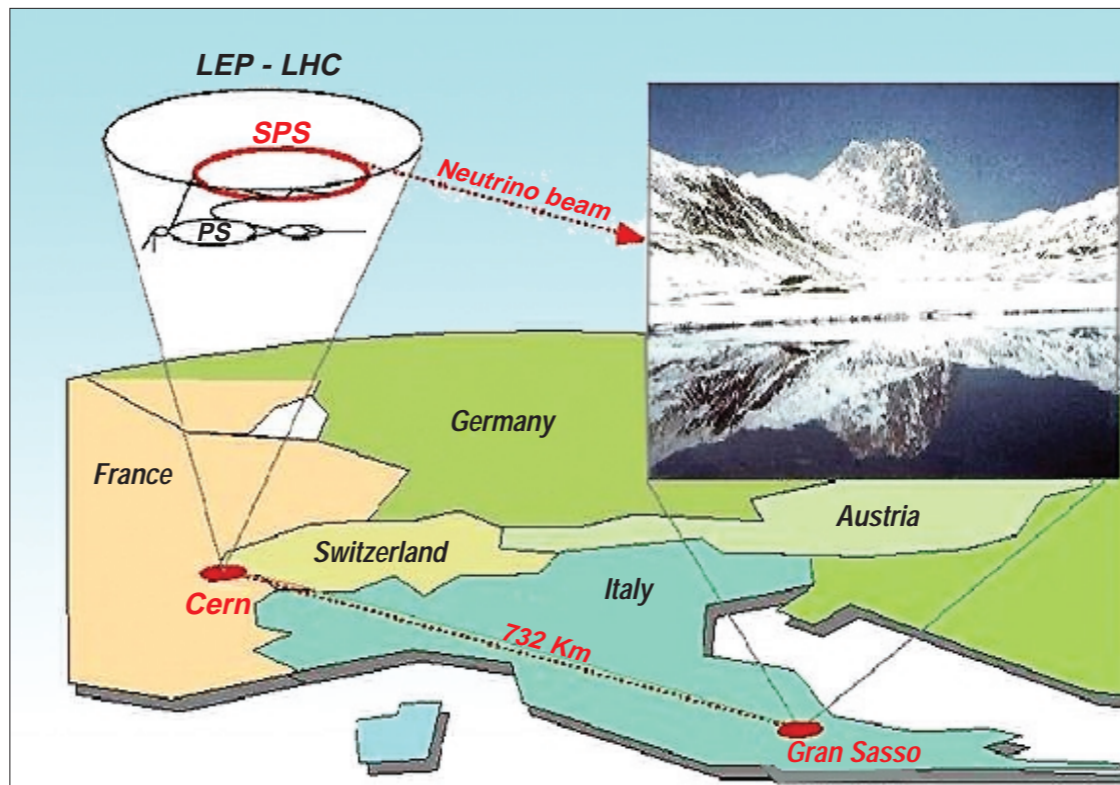 LEP - LHC
SPS
Neutrino beam
PS
Germany
France
Austria
Switzerland
Italy
Cern
732 Km
Gran Sasso